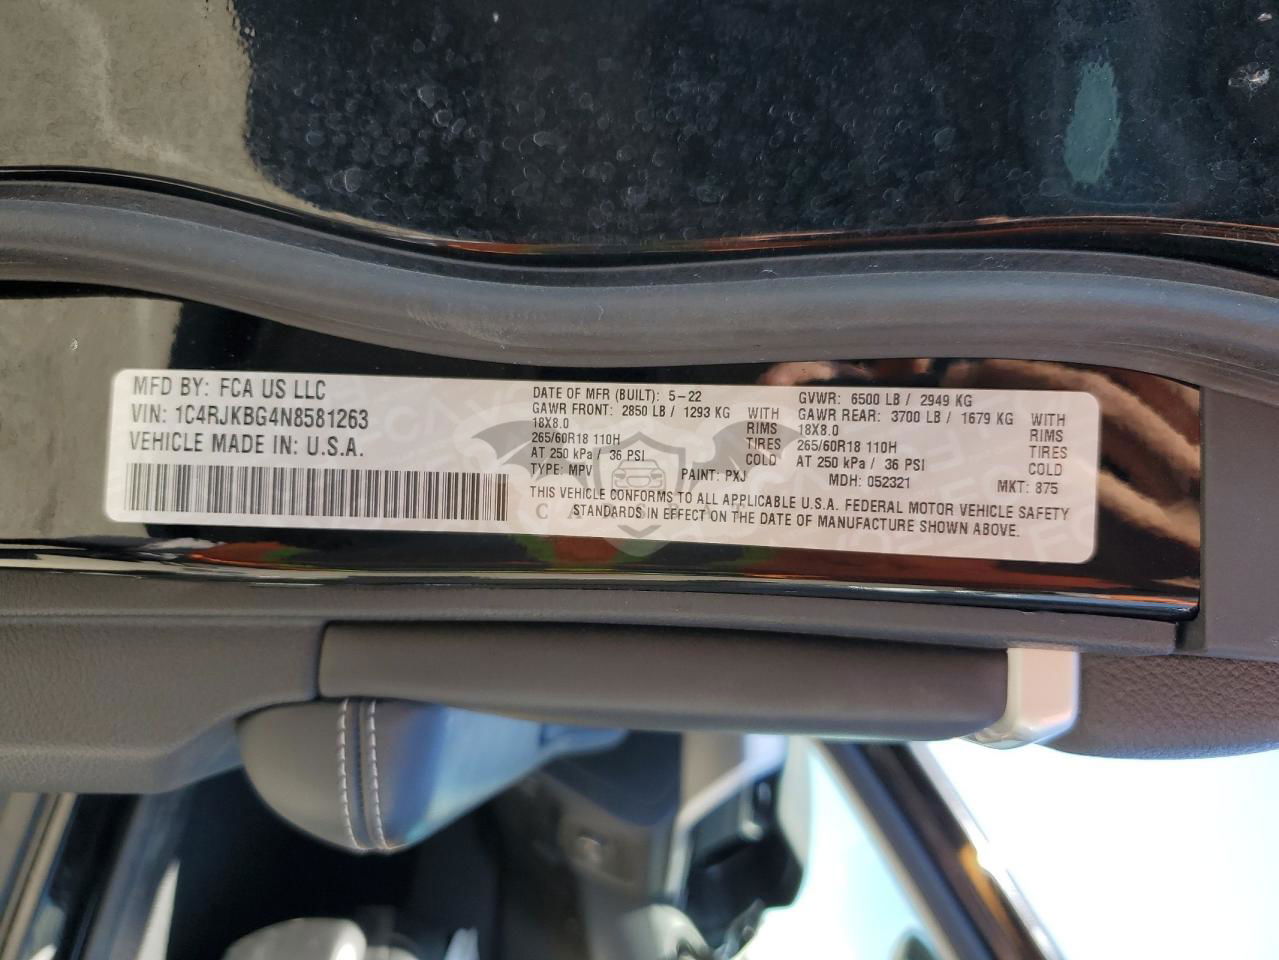 MFD BY: FCA US LLC
VIN: 1C4RJKBG4N8581263
VEHICLE MADE IN: U.S.A.
DATE OF MFR (BUILT): 5-22 GVWR: 6500 LB / 2949 KG
GAWR FRONT: 2850 LB / 1293 KG WITH GAWR REAR: 3700 LB / 1679 KG WITH
18X8.0 RIMS 18X8.0 RIMS
265/60R18 110H TIRES 265/60R18 110H TIRES
AT 250 kPa / 36 PSI COLD AT 250 kPa / 36 PSI COLD
TYPE: MPV PAINT: PXJ MDH: 052321 MKT: 875
THIS VEHICLE CONFORMS TO ALL APPLICABLE U.S.A. FEDERAL MOTOR VEHICLE SAFETY
STANDARDS IN EFFECT ON THE DATE OF MANUFACTURE SHOWN ABOVE.